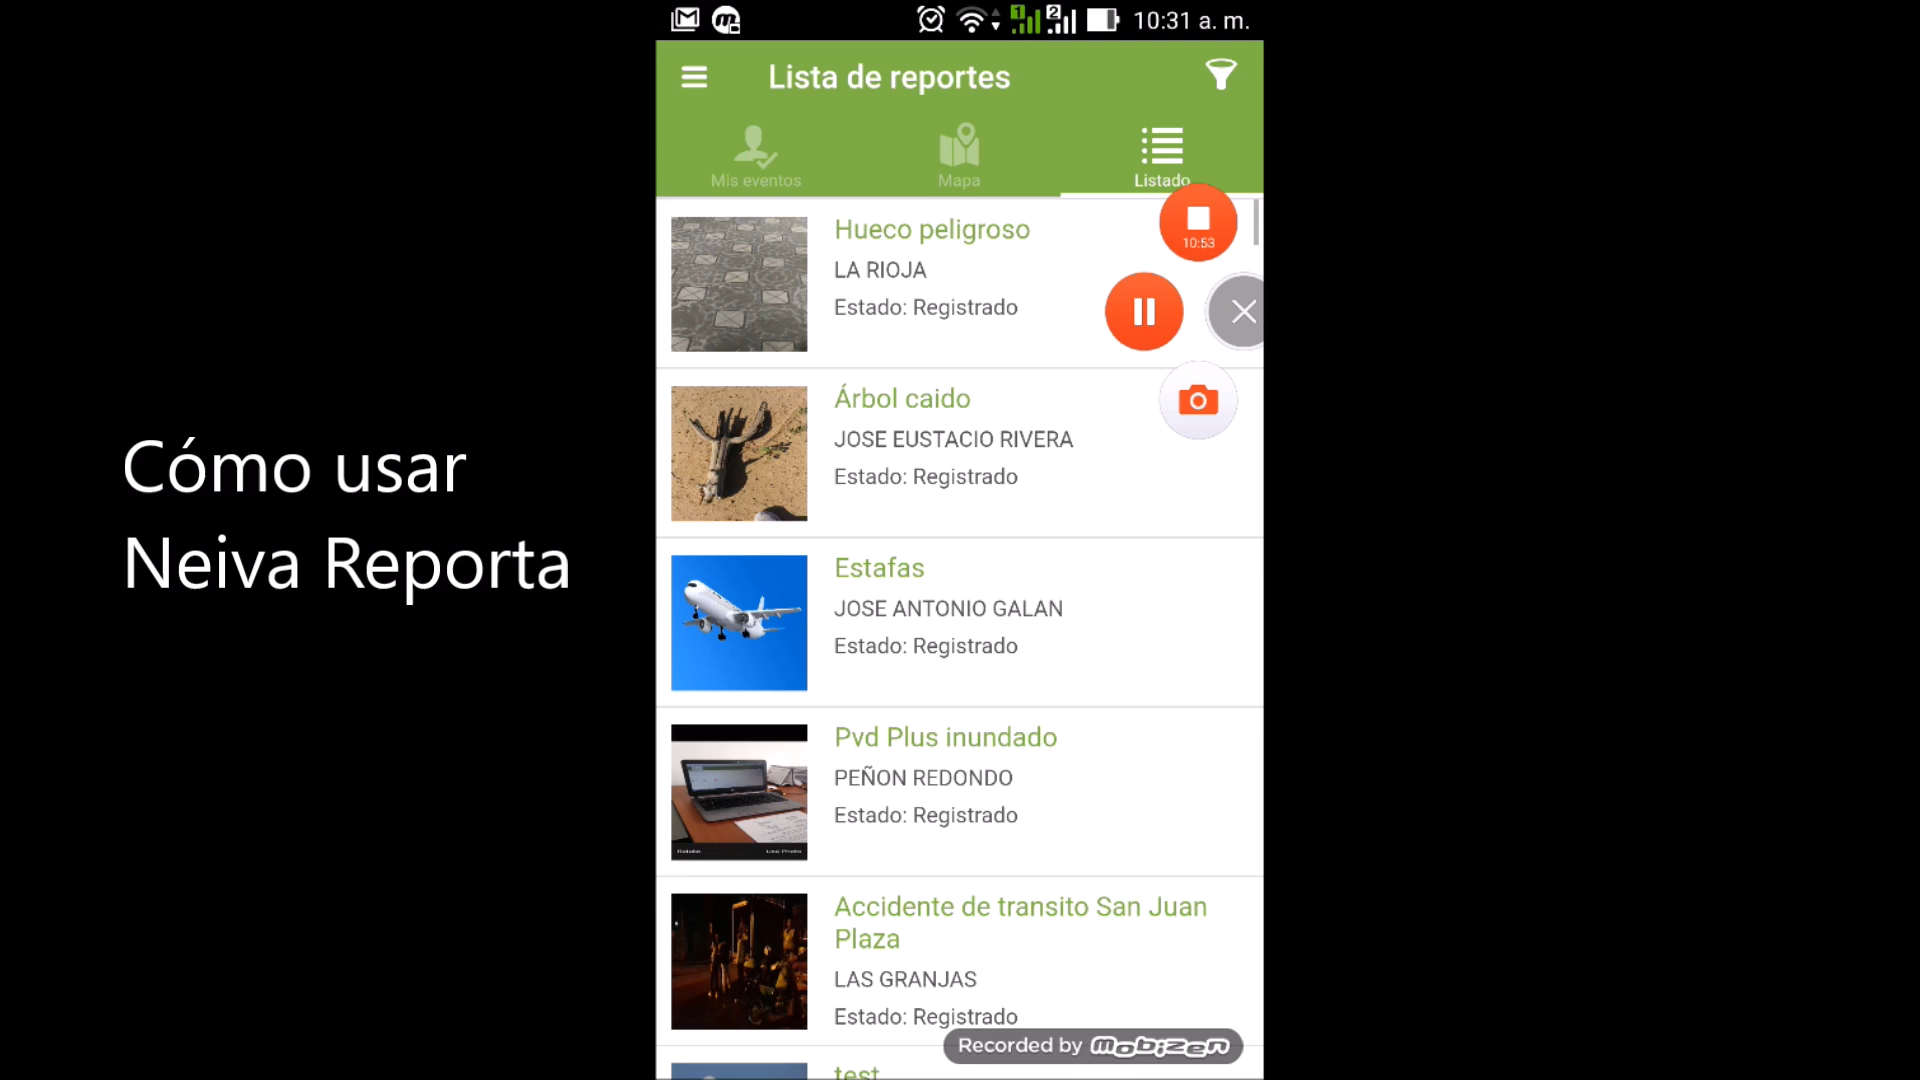 10:31 a. m.
Lista de reportes
Mis eventos
Mapa
Listado
10:53
Hueco peligroso
LA RIOJA
Estado: Registrado
Árbol caido
JOSE EUSTACIO RIVERA
Estado: Registrado
Cómo usar
Neiva Reporta
Estafas
JOSE ANTONIO GALAN
Estado: Registrado
Pvd Plus inundado
PEÑON REDONDO
Estado: Registrado
Accidente de transito San Juan
Plaza
LAS GRANJAS
Estado: Registrado
Recorded by mobizen
test